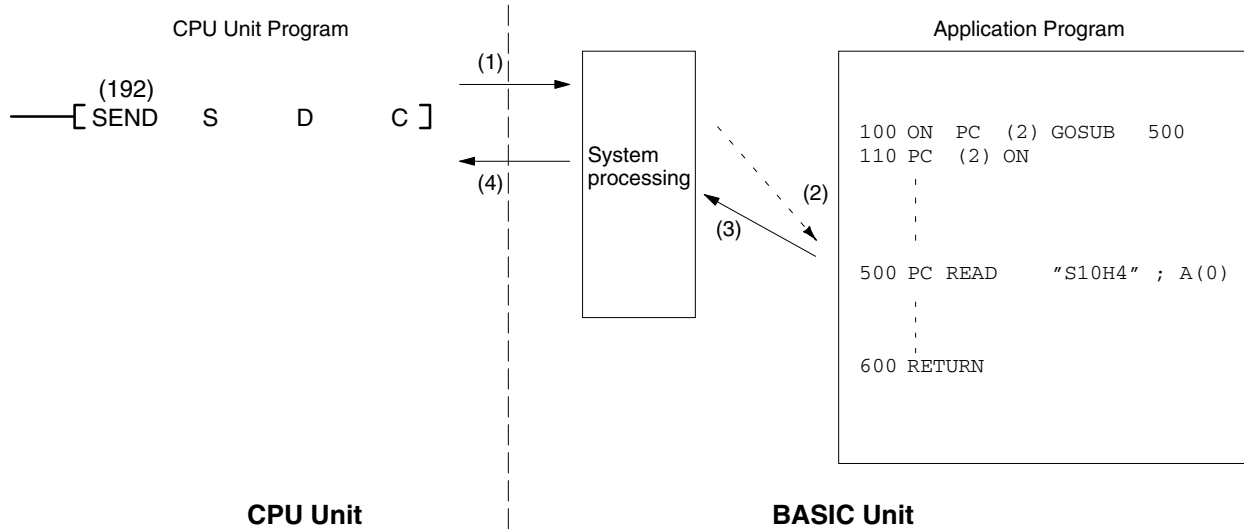 CPU Unit Program
Application Program
(192)
[ SEND S D C ]
(1)
(4)
System
processing
(2)
(3)
100 ON PC (2) GOSUB 500
110 PC (2) ON
500 PC READ "S10H4" ; A(0)
600 RETURN
CPU Unit
BASIC Unit